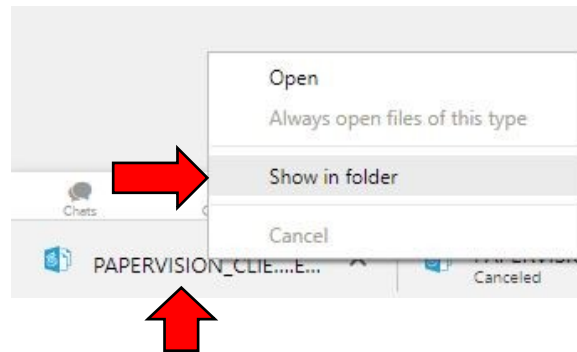 Open
Always open files of this type
Show in folder
Chats
Cancel
PAPERVISION_CLIE....E...
Canceled